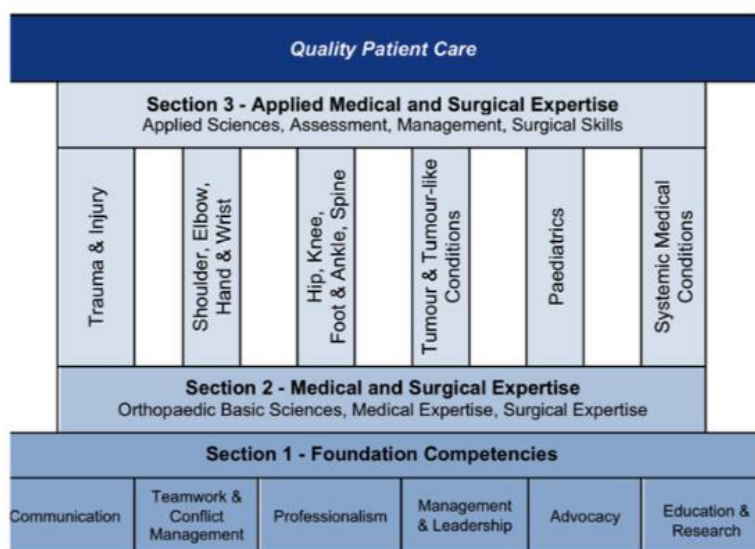 Quality Patient Care
Section 3 - Applied Medical and Surgical Expertise
Applied Sciences, Assessment, Management, Surgical Skills
Trauma & Injury
Shoulder, Elbow,
Hand & Wrist
Hip, Knee,
Foot & Ankle, Spine
Tumour & Tumour-like
Conditions
Paediatrics
Systemic Medical
Conditions
Section 2 - Medical and Surgical Expertise
Orthopaedic Basic Sciences, Medical Expertise, Surgical Expertise
Section 1 - Foundation Competencies
Communication
Teamwork &
Conflict
Management
Professionalism
Management
& Leadership
Advocacy
Education &
Research